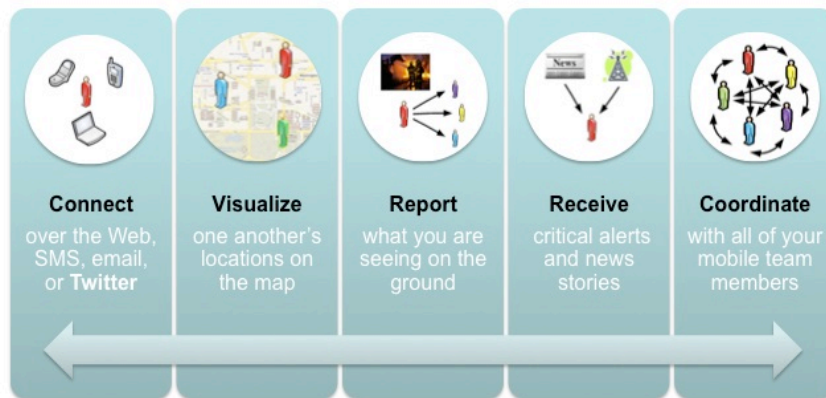 News
Connect
over the Web,
SMS, email,
or Twitter
Visualize
one another's
locations on
the map
Report
what you are
seeing on the
ground
Receive
critical alerts
and news
stories
Coordinate
with all of your
mobile team
members